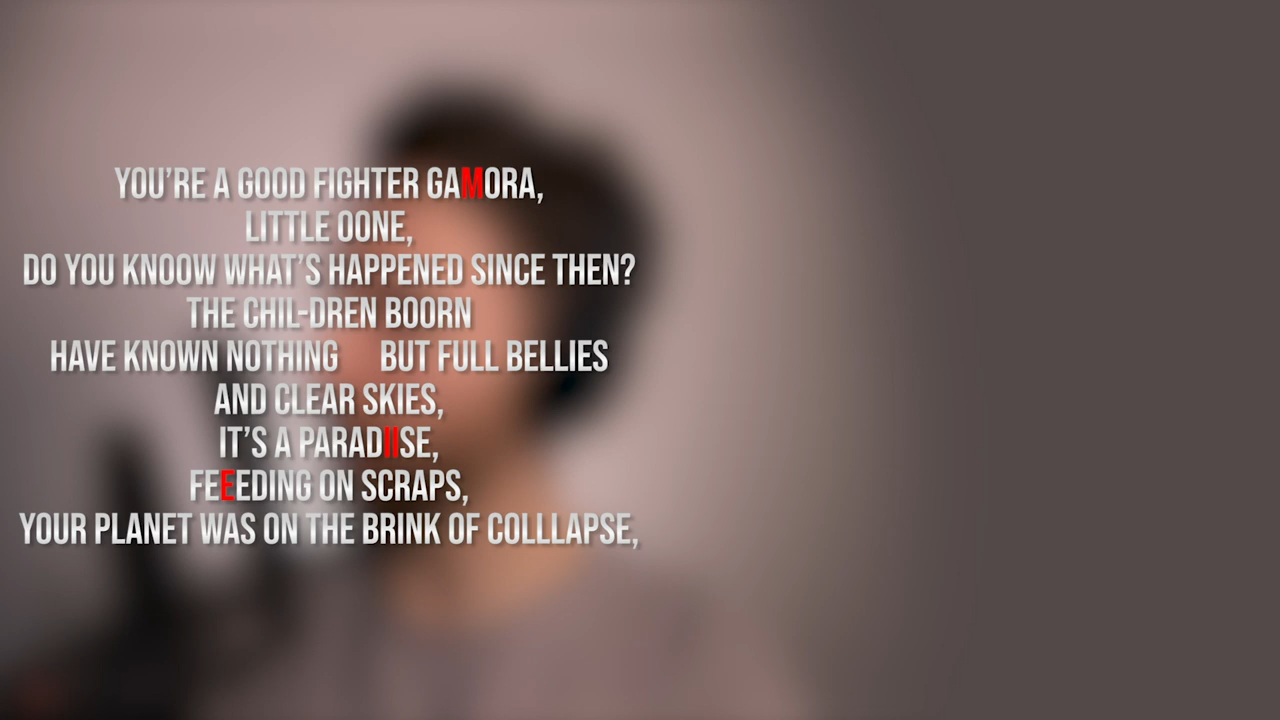 YOU'RE A GOOD FIGHTER GAMORA,
LITTLE OONE,
DO YOU KNOOW WHAT'S HAPPENED SINCE THEN?
THE CHIL-DREN BOORN
HAVE KNOWN NOTHING BUT FULL BELLIES
AND CLEAR SKIES,
IT'S A PARADIISE,
FEEEDING ON SCRAPS,
YOUR PLANET WAS ON THE BRINK OF COLLLAPSE,